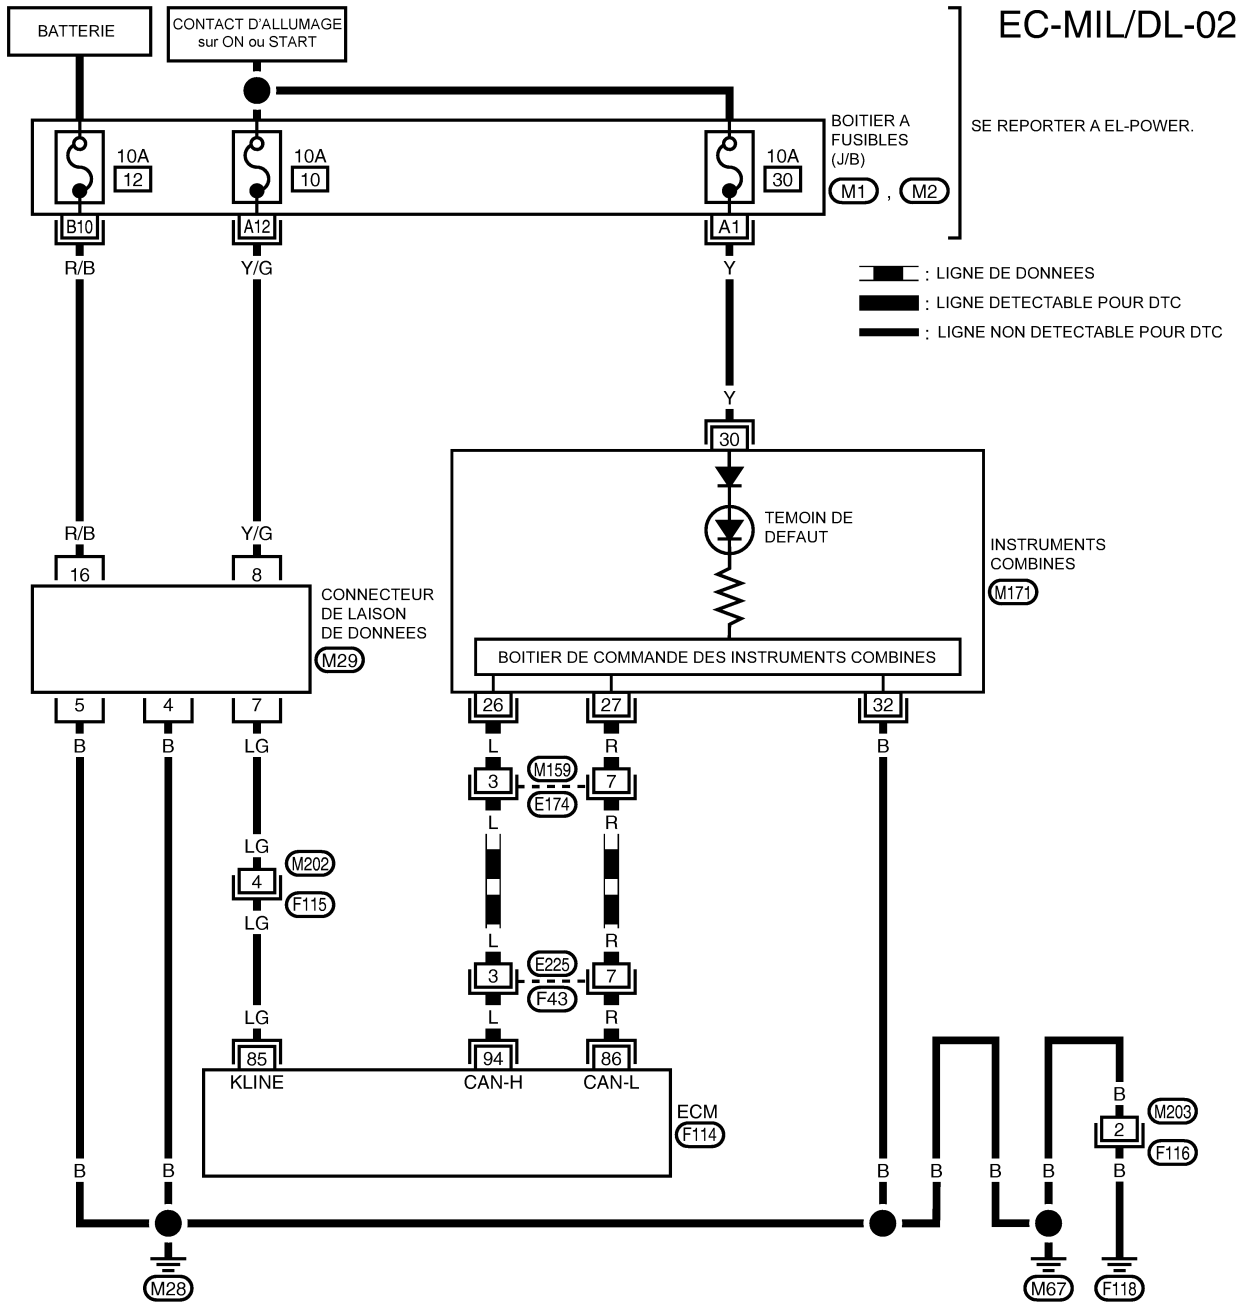 EC-MIL/DL-02
BATTERIE
CONTACT D'ALLUMAGE
sur ON ou START
BOITIER A
FUSIBLES
(J/B)
M1 , M2
SE REPORTER A EL-POWER.
10A
12
10A
10
10A
30
B10
A12
A1
R/B
Y/G
Y
: LIGNE DE DONNEES
: LIGNE DETECTABLE POUR DTC
: LIGNE NON DETECTABLE POUR DTC
Y
30
TEMOIN DE
DEFAUT
R/B
Y/G
16
8
INSTRUMENTS
COMBINES
M171
CONNECTEUR
DE LAISON
DE DONNEES
M29
BOITIER DE COMMANDE DES INSTRUMENTS COMBINES
5
4
7
26
27
32
B
B
LG
L
R
B
M159
3
7
E174
L
R
LG
M202
4
F115
LG
L
R
E225
3
7
F43
LG
L
R
85
94
86
KLINE
CAN-H
CAN-L
ECM
F114
B
M203
2
F116
B
B
B
B
B
B
B
M28
M67
F118